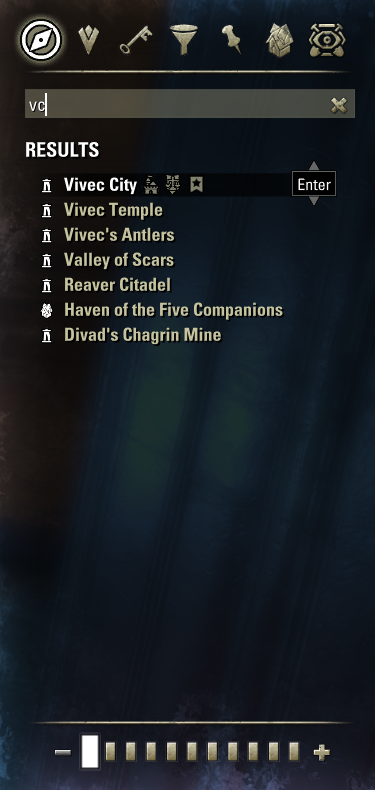 vc
RESULTS
Vivec City
Enter
Vivec Temple
Vivec's Antlers
Valley of Scars
Reaver Citadel
Haven of the Five Companions
Divad's Chagrin Mine